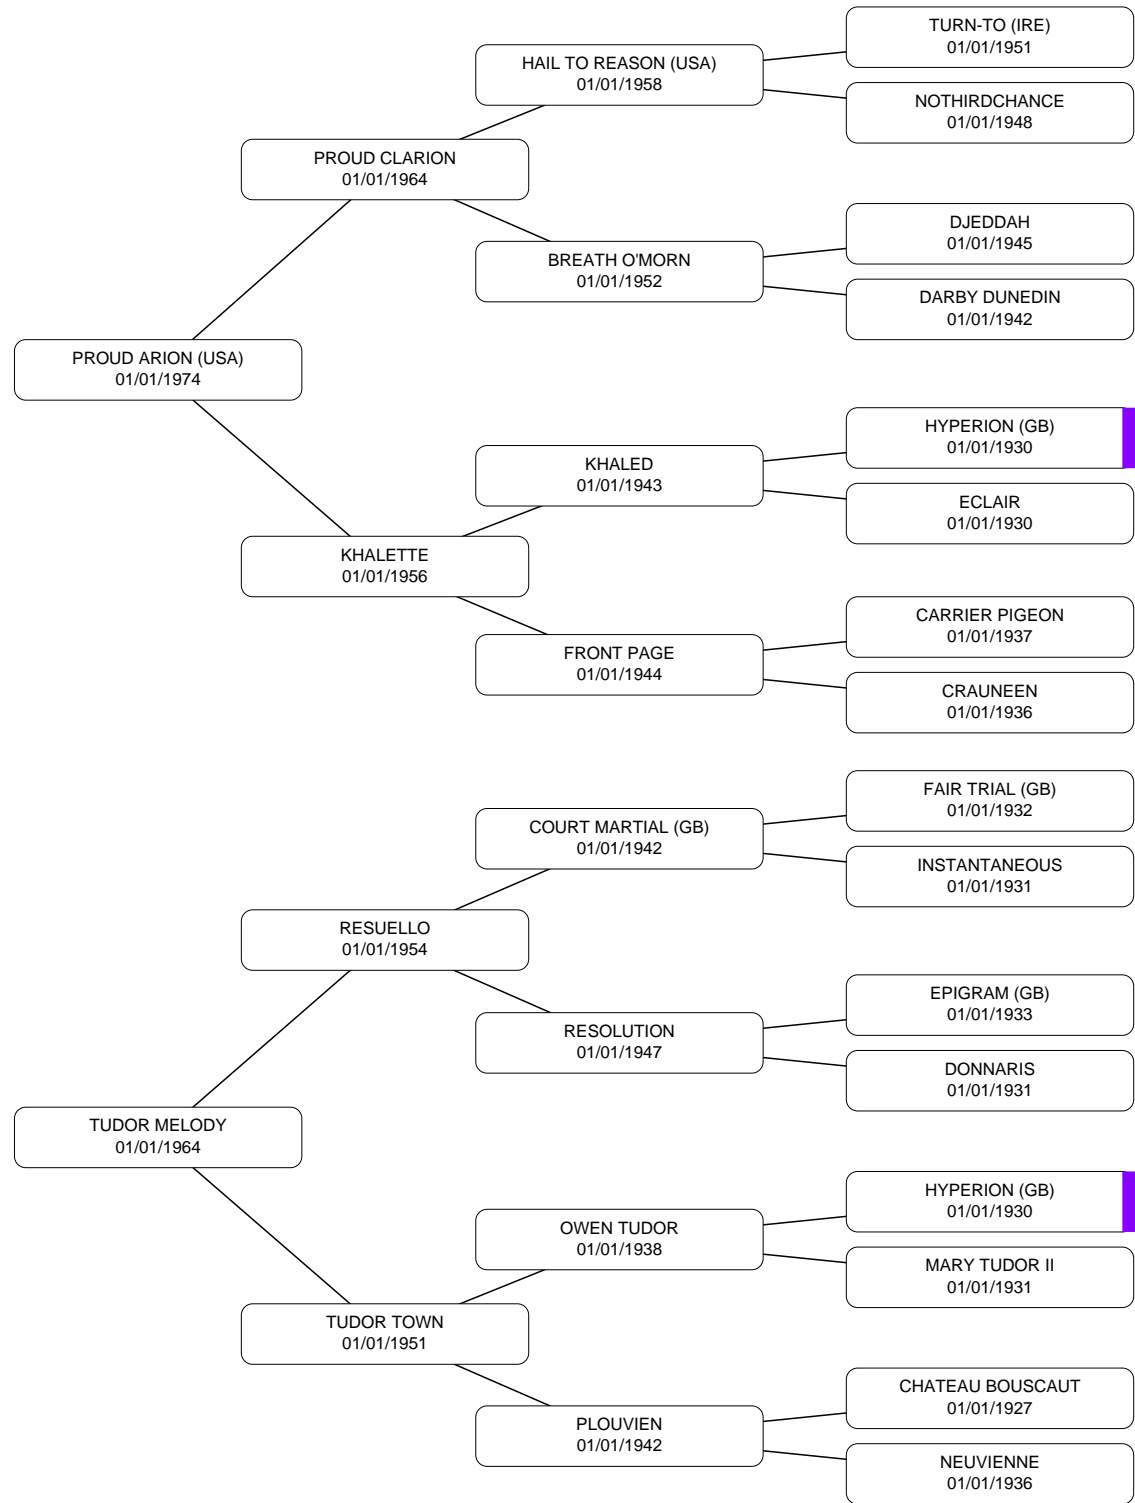 TURN-TO (IRE)
01/01/1951
HAIL TO REASON (USA)
01/01/1958
NOTHIRDCHANCE
01/01/1948
PROUD CLARION
01/01/1964
DJEDDAH
01/01/1945
BREATH O'MORN
01/01/1952
DARBY DUNEDIN
01/01/1942
PROUD ARION (USA)
01/01/1974
HYPERION (GB)
01/01/1930
KHALED
01/01/1943
ECLAIR
01/01/1930
KHALETTE
01/01/1956
CARRIER PIGEON
01/01/1937
FRONT PAGE
01/01/1944
CRAUNEEN
01/01/1936
FAIR TRIAL (GB)
01/01/1932
COURT MARTIAL (GB)
01/01/1942
INSTANTANEOUS
01/01/1931
RESUELLO
01/01/1954
EPIGRAM (GB)
01/01/1933
RESOLUTION
01/01/1947
DONNARIS
01/01/1931
TUDOR MELODY
01/01/1964
HYPERION (GB)
01/01/1930
OWEN TUDOR
01/01/1938
MARY TUDOR II
01/01/1931
TUDOR TOWN
01/01/1951
CHATEAU BOUSCAUT
01/01/1927
PLOUVIEN
01/01/1942
NEUVIENNE
01/01/1936